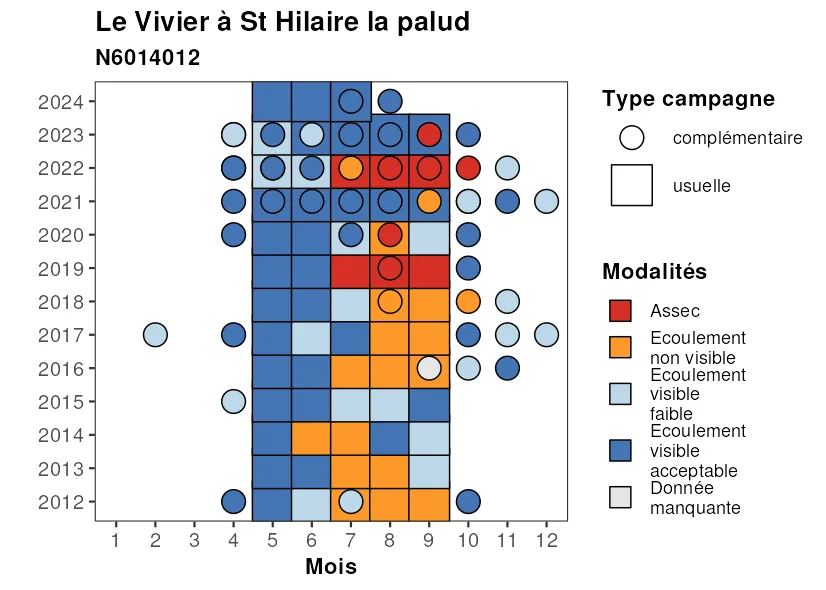 Le Vivier à St Hilaire la palud
N6014012
2024
2023
2022
2021
2020
2019
2018
2017
2016
2015
2014
2013
2012
1 2 3 4 5 6 7 8 9 10 11 12
Mois
Type campagne
complémentaire
usuelle
Modalités
Assec
Ecoulement
non visible
Ecoulement
visible
faible
Ecoulement
visible
acceptable
Donnée
manquante